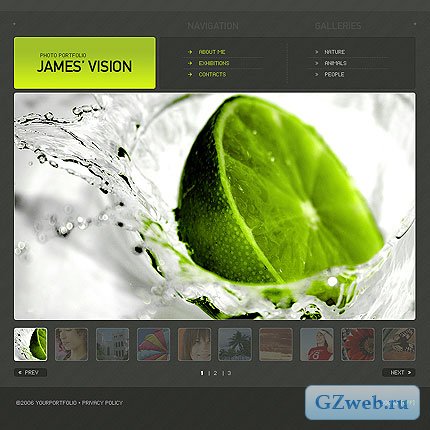 NAVIGATION
GALLERIES
PHOTO PORTFOLIO
JAMES' VISION
ABOUT ME
EXHIBITIONS
CONTACTS
NATURE
ANIMALS
PEOPLE
PREV
1 | 2 | 3
NEXT
©2006 YOURPORTFOLIO • PRIVACY POLICY
GZweb.ru